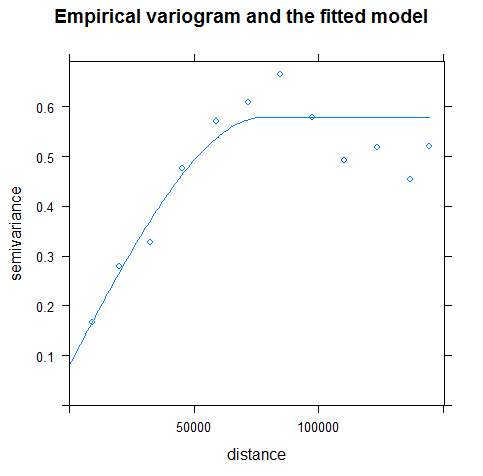 Empirical variogram and the fitted model
0.6
0.5
0.4
0.3
0.2
0.1
semivariance
50000
100000
distance